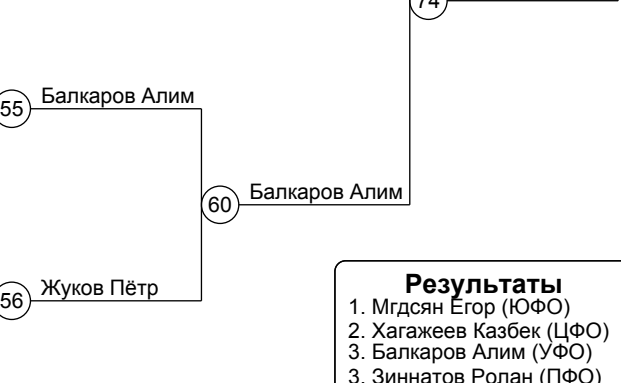 74
Балкаров Алим
55
Балкаров Алим
60
Жуков Пётр
56
Результаты
1. Мгдсян Егор (ЮФО)
2. Хагажеев Казбек (ЦФО)
3. Балкаров Алим (УФО)
3. Зиннатов Ролан (ПФО)